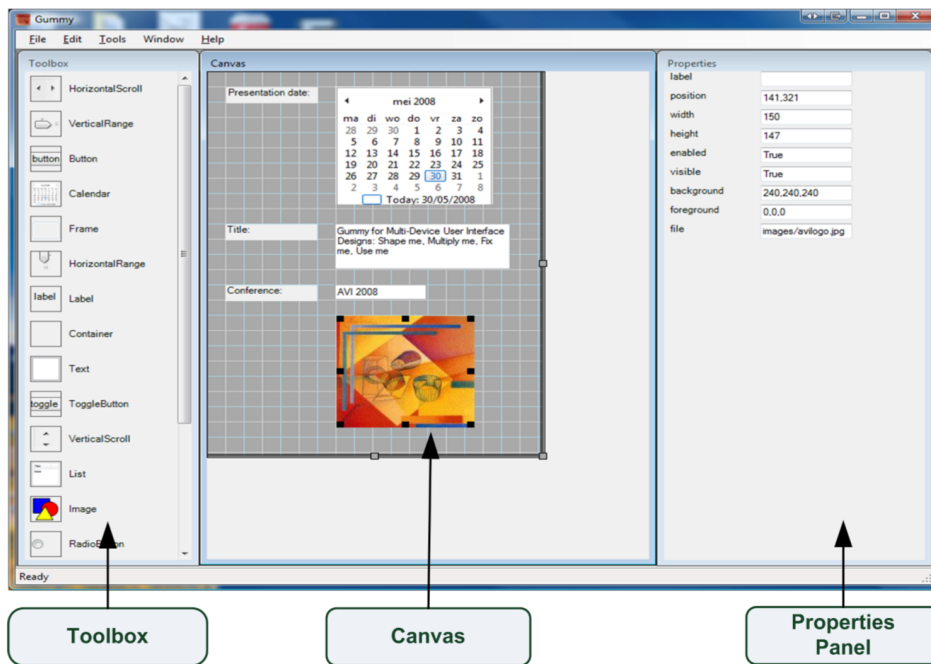 Gummy
File Edit Tools Window Help
Toolbox
HorizontalScroll
VerticalRange
button Button
Calendar
Frame
HorizontalRange
label Label
Container
Text
toggle ToggleButton
VerticalScroll
List
Image
Canvas
Presentation date:
mei 2008
ma di wo do vr za zo
28 29 30 1 2 3 4
5 6 7 8 9 10 11
12 13 14 15 16 17 18
19 20 21 22 23 24 25
26 27 28 29 30 31 1
2 3 4 5 6 7 8
Today: 30/05/2008
Title:
Gummy for Multi-Device User Interface
Designs: Shape me, Multiply me, Fix
me, Use me
Conference:
AVI 2008
Properties
label
position 141,321
width 150
height 147
enabled True
visible True
background 240,240,240
foreground 0,0,0
file images/avilogo.jpg
Ready
Toolbox
Canvas
Properties
Panel